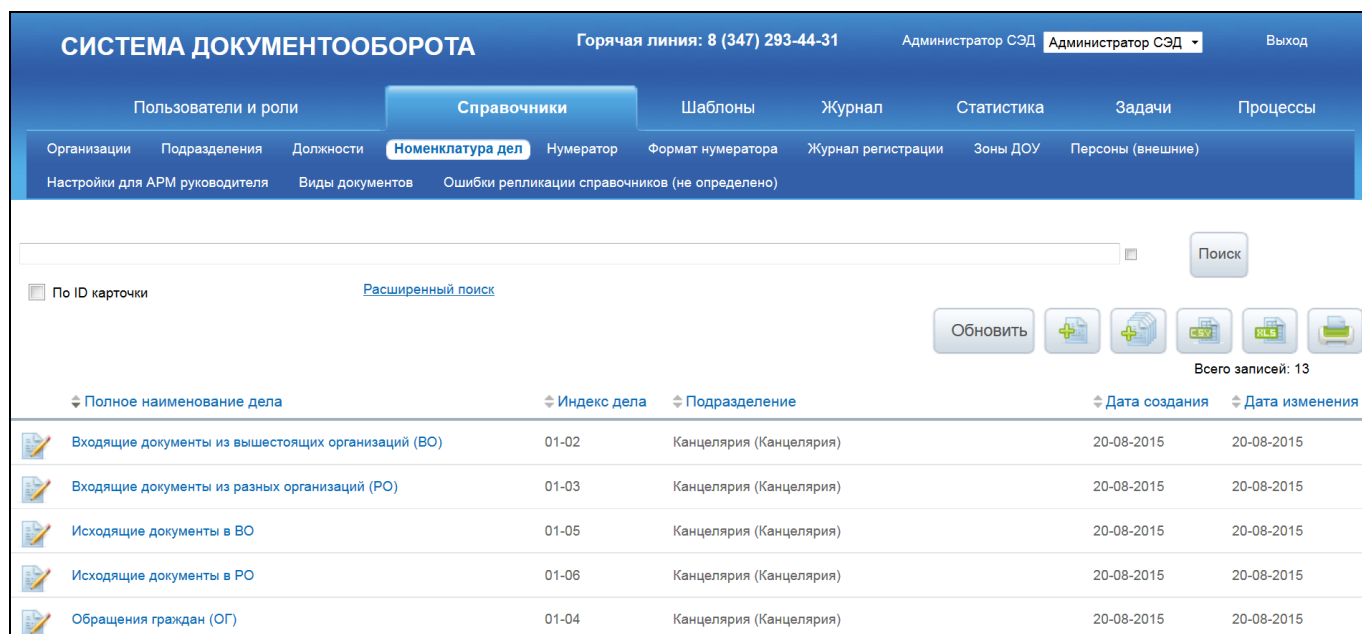 СИСТЕМА ДОКУМЕНТООБОРОТА Горячая линия: 8 (347) 293-44-31 Администратор СЭД Администратор СЭД Выход
Пользователи и роли Справочники Шаблоны Журнал Статистика Задачи Процессы
Организации Подразделения Должности Номенклатура дел Нумератор Формат нумератора Журнал регистрации Зоны ДОУ Персоны (внешние)
Настройки для АРМ руководителя Виды документов Ошибки репликации справочников (не определено)
Поиск
По ID карточки Расширенный поиск
Обновить CSV XLS
Всего записей: 13
Полное наименование дела Индекс дела Подразделение Дата создания Дата изменения
Входящие документы из вышестоящих организаций (ВО) 01-02 Канцелярия (Канцелярия) 20-08-2015 20-08-2015
Входящие документы из разных организаций (РО) 01-03 Канцелярия (Канцелярия) 20-08-2015 20-08-2015
Исходящие документы в ВО 01-05 Канцелярия (Канцелярия) 20-08-2015 20-08-2015
Исходящие документы в РО 01-06 Канцелярия (Канцелярия) 20-08-2015 20-08-2015
Обращения граждан (ОГ) 01-04 Канцелярия (Канцелярия) 20-08-2015 20-08-2015